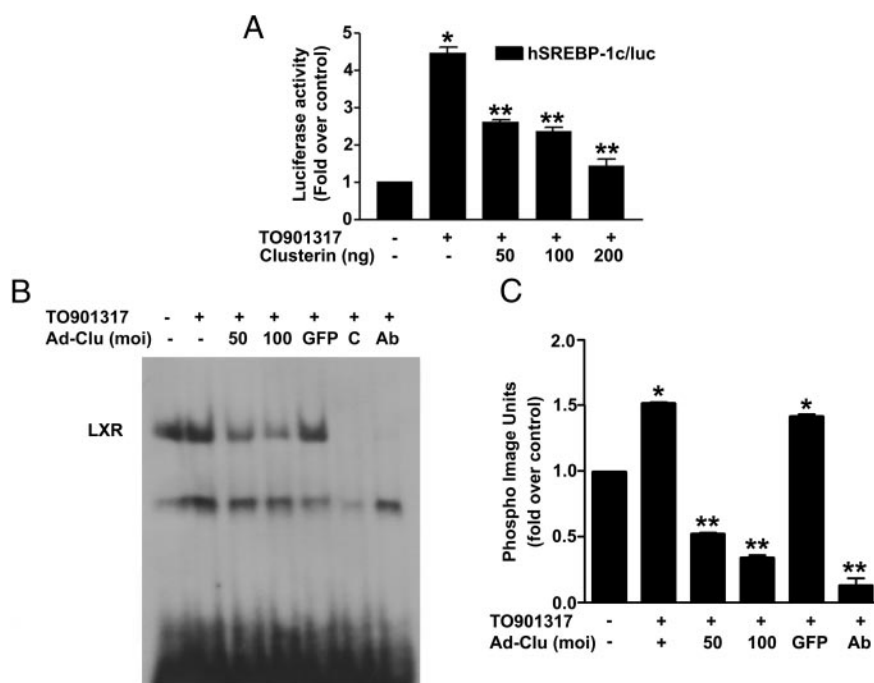 A
Luciferase activity
(Fold over control)
5
4
3
2
1
0
hSREBP-1c/luc
*
**
**
**
TO901317 - + + + +
Clusterin (ng) - - 50 100 200
B
TO901317 - + + + + + +
Ad-Clu (moi) - - 50 100 GFP C Ab
LXR
C
Phospho Image Units
(fold over control)
2.0
1.5
1.0
0.5
0.0
*
**
**
*
**
TO901317 - + + + + +
Ad-Clu (moi) - + 50 100 GFP Ab